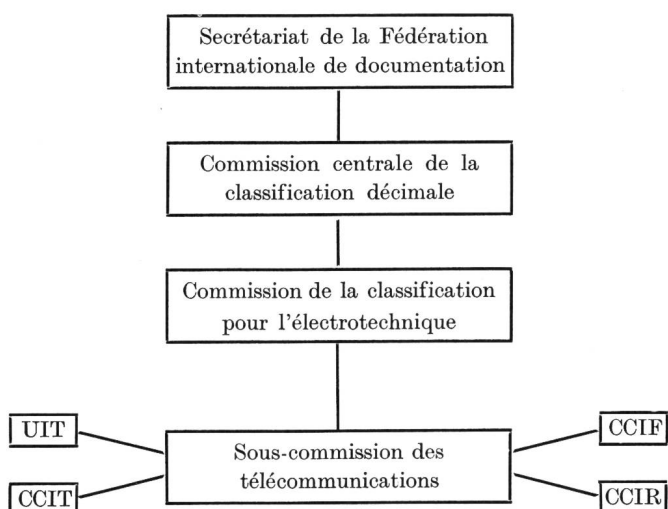 Secrétariat de la Fédération
internationale de documentation
Commission centrale de la
classification décimale
Commission de la classification
pour l'électrotechnique
UIT
CCIF
Sous-commission des
télécommunications
CCIT
CCIR